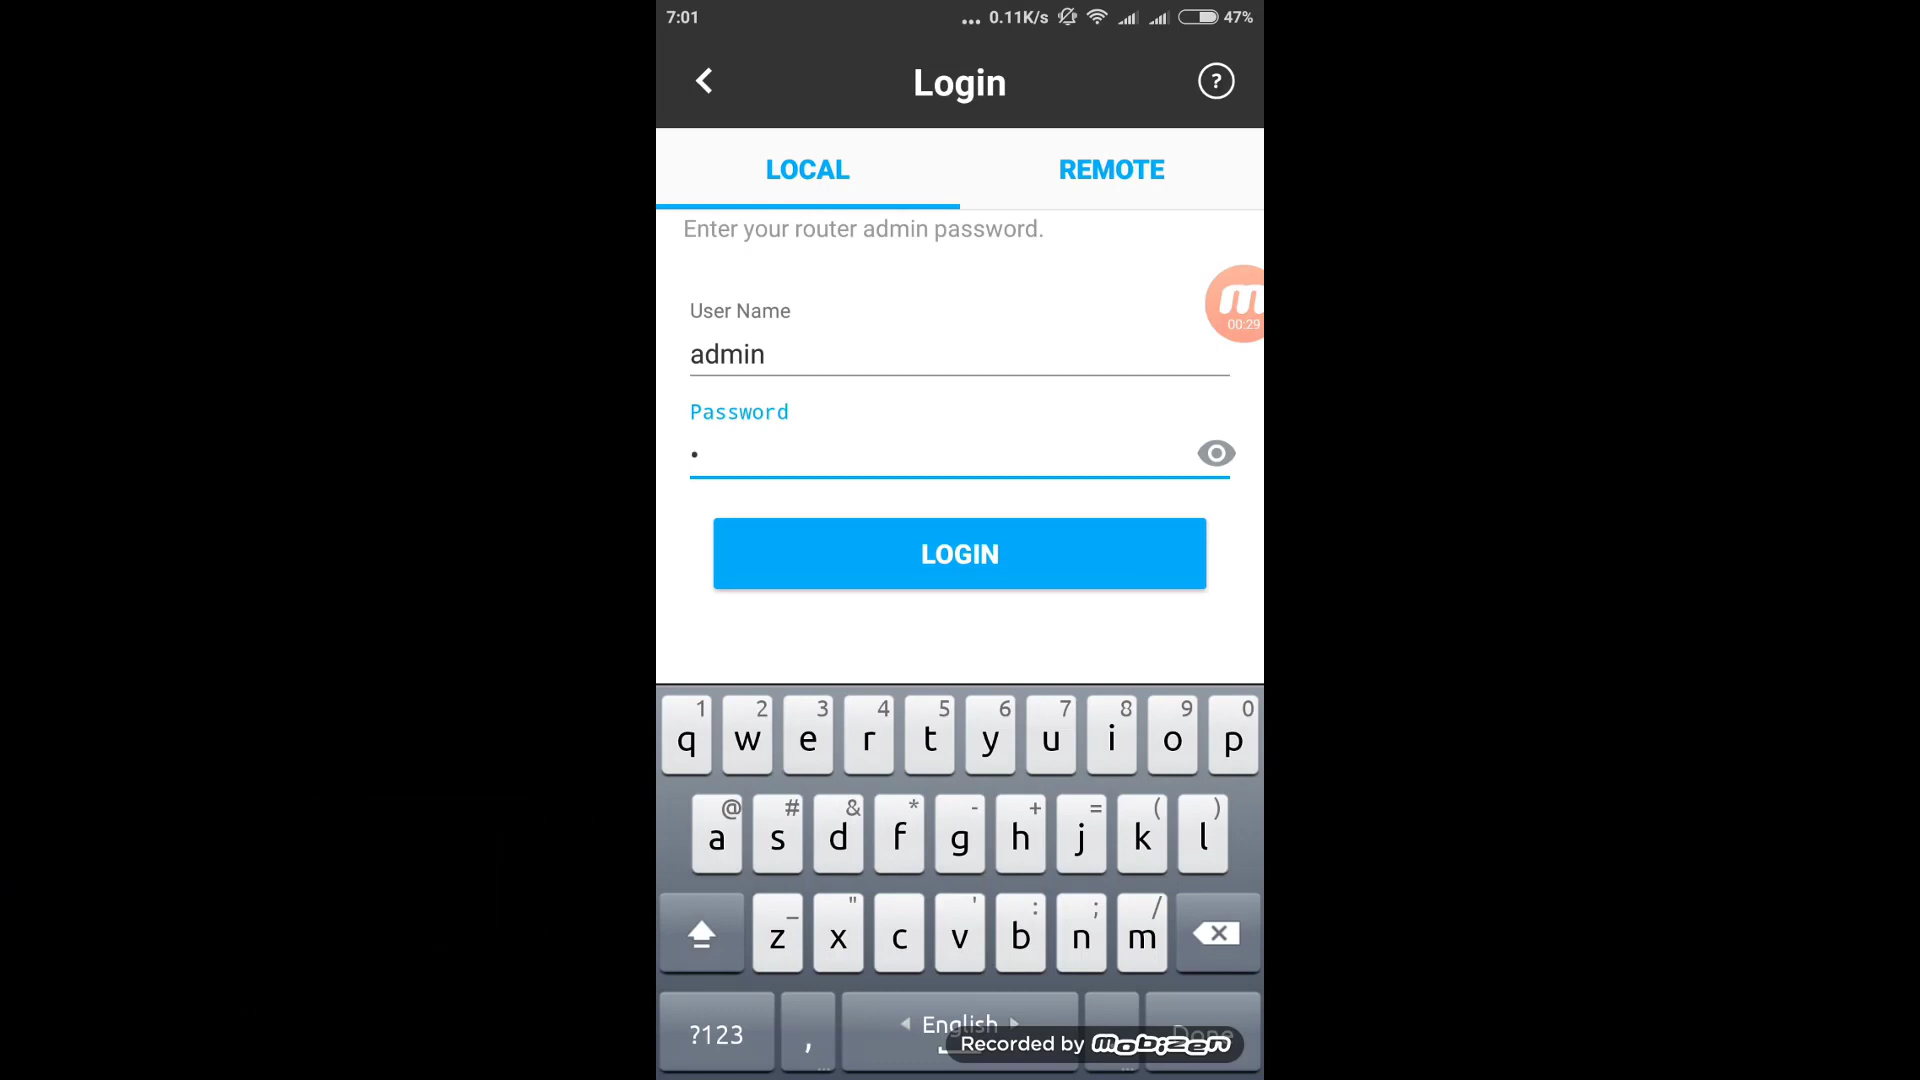 7:01 ... 0.11K/s 47%
Login ?
LOCAL REMOTE
Enter your router admin password.
m
00:29
User Name
admin
Password
•
LOGIN
1 2 3 4 5 6 7 8 9 0
q w e r t y u i o p
@ # & * - + = ( )
a s d f g h j k l
_ " ' : ; /
z x c v b n m
?123 , English Done
Recorded by mobizen